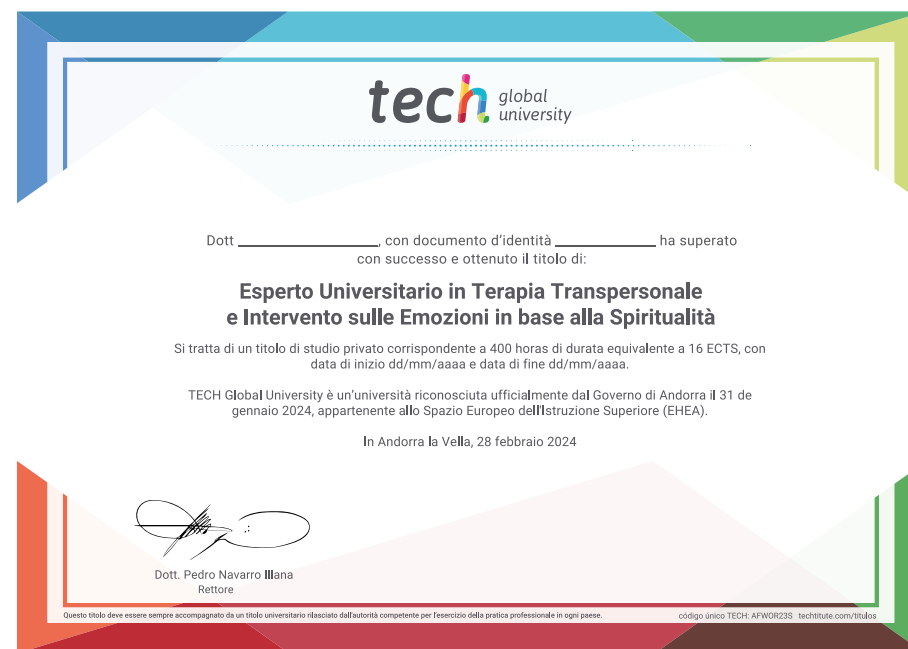 tech global university
Dott ____________________, con documento d'identità __________________ ha superato
con successo e ottenuto il titolo di:
Esperto Universitario in Terapia Transpersonale
e Intervento sulle Emozioni in base alla Spiritualità
Si tratta di un titolo di studio privato corrispondente a 400 horas di durata equivalente a 16 ECTS, con
data di inizio dd/mm/aaaa e data di fine dd/mm/aaaa.
TECH Global University è un'università riconosciuta ufficialmente dal Governo di Andorra il 31 de
gennaio 2024, appartenente allo Spazio Europeo dell'Istruzione Superiore (EHEA).
In Andorra la Vella, 28 febbraio 2024
Dott. Pedro Navarro Illana
Rettore
Questo titolo deve essere sempre accompagnato da un titolo universitario rilasciato dall'autorità competente per l'esercizio della pratica professionale in ogni paese.
código único TECH: AFWOR23S techtitute.com/titulos